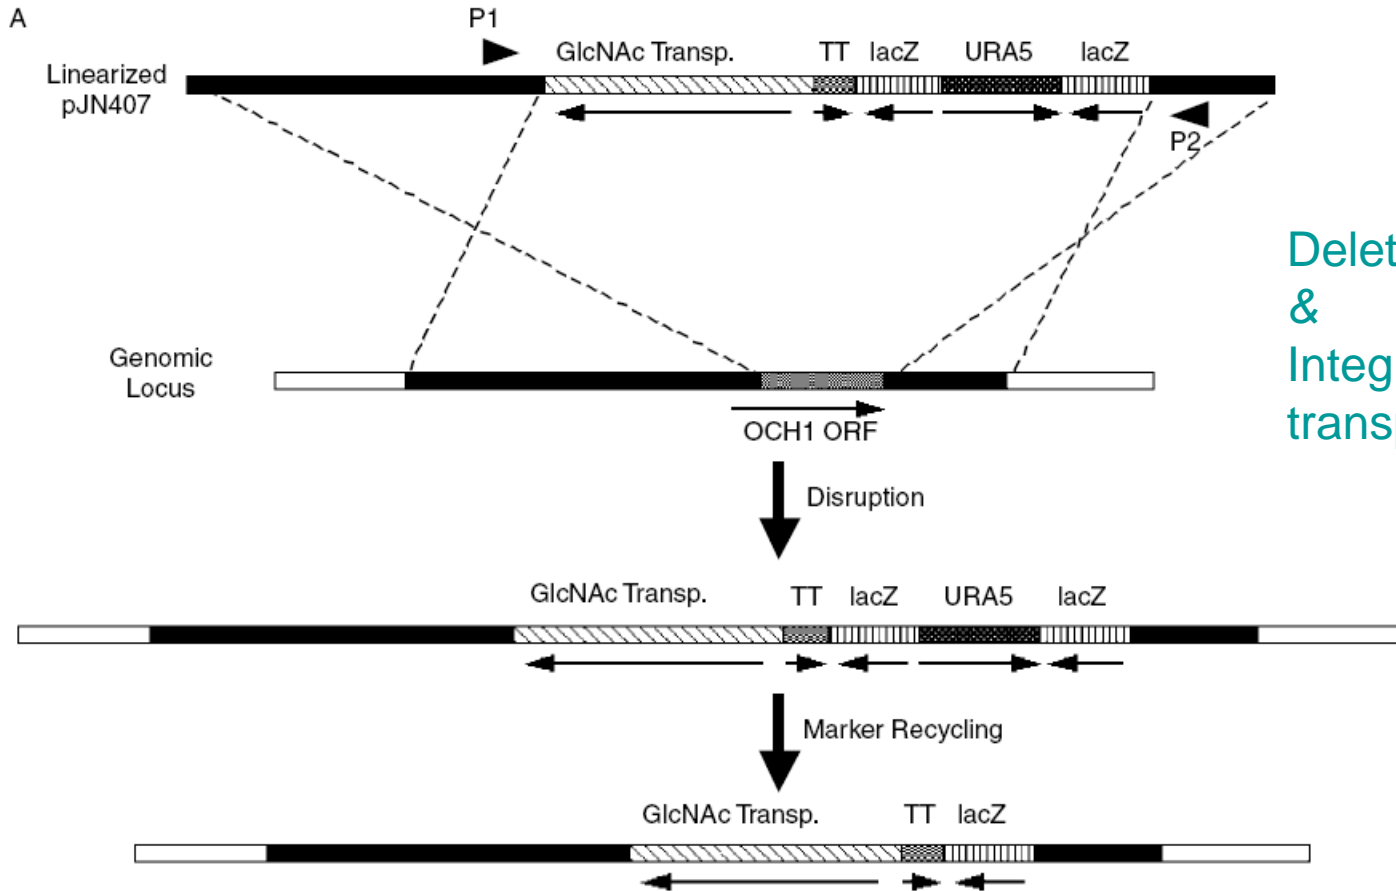 A
P1
GlcNAc Transp. TT lacZ URA5 lacZ
Linearized
pJN407
P2
&
Genomic
Locus
OCH1 ORF
Disruption
GlcNAc Transp. TT lacZ URA5 lacZ
Marker Recycling
GlcNAc Transp. TT lacZ